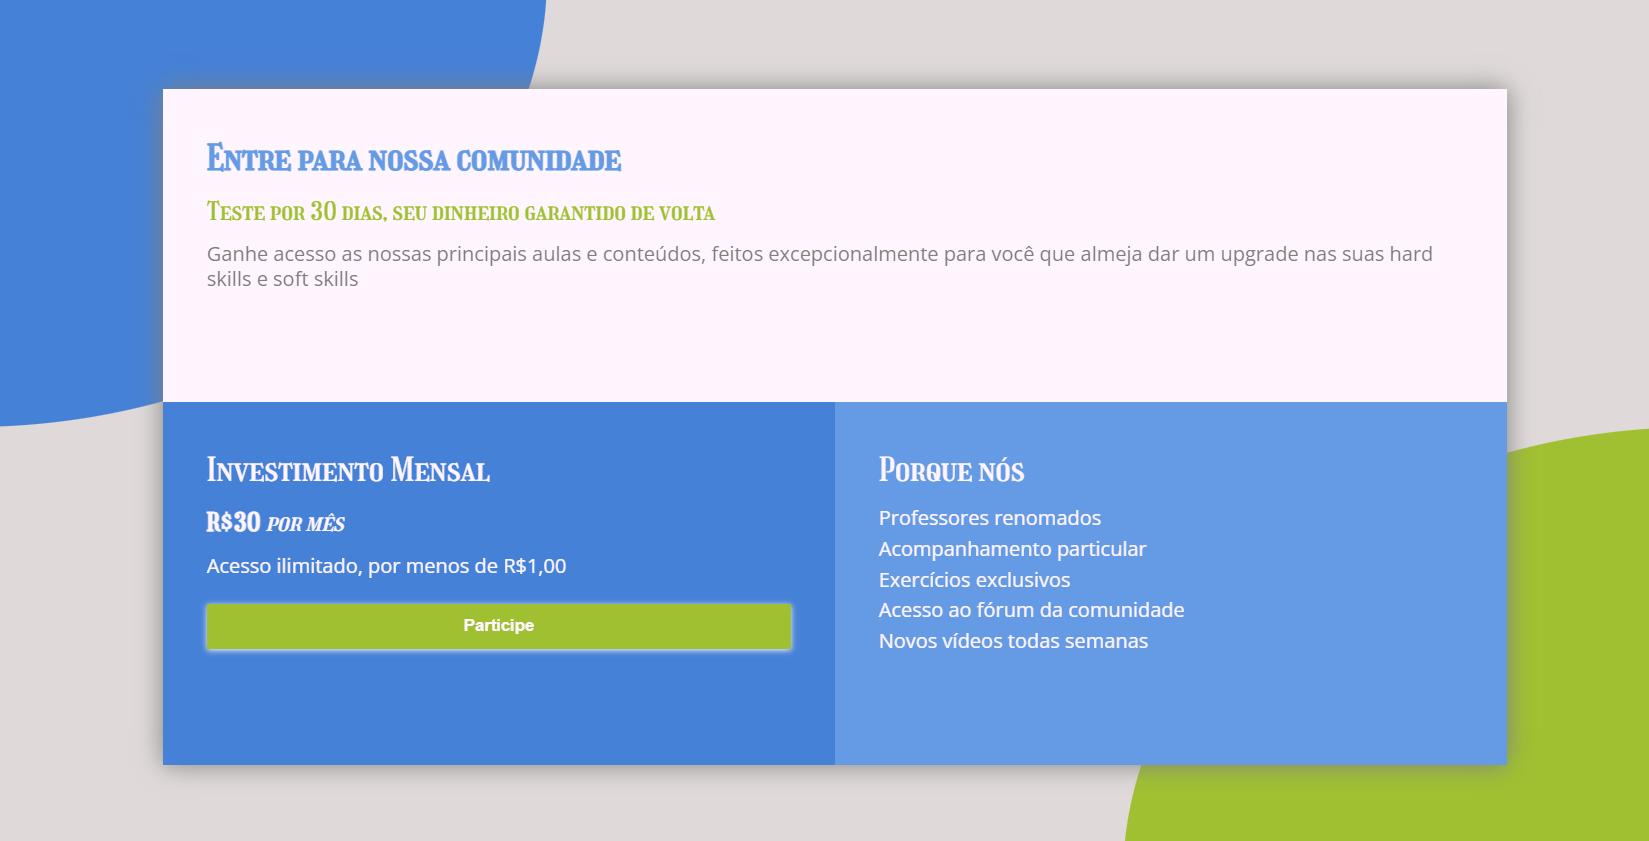 Entre para nossa comunidade
Teste por 30 dias, seu dinheiro garantido de volta
Ganhe acesso as nossas principais aulas e conteúdos, feitos excepcionalmente para você que almeja dar um upgrade nas suas hard
skills e soft skills
Investimento Mensal
R$30 por mês
Acesso ilimitado, por menos de R$1,00
Participe
Porque nós
Professores renomados
Acompanhamento particular
Exercícios exclusivos
Acesso ao fórum da comunidade
Novos vídeos todas semanas